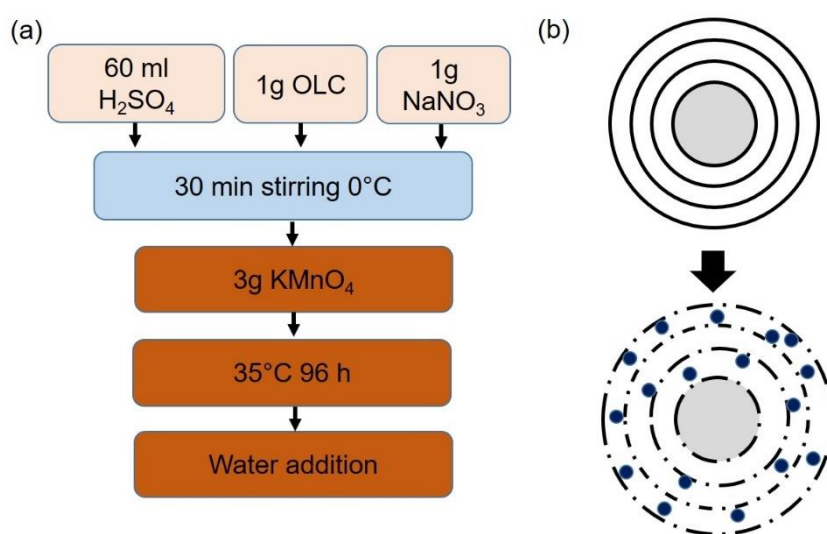 (a)
60 ml
H₂SO₄
1g OLC
1g
NaNO₃
30 min stirring 0°C
3g KMnO₄
35°C 96 h
Water addition
(b)